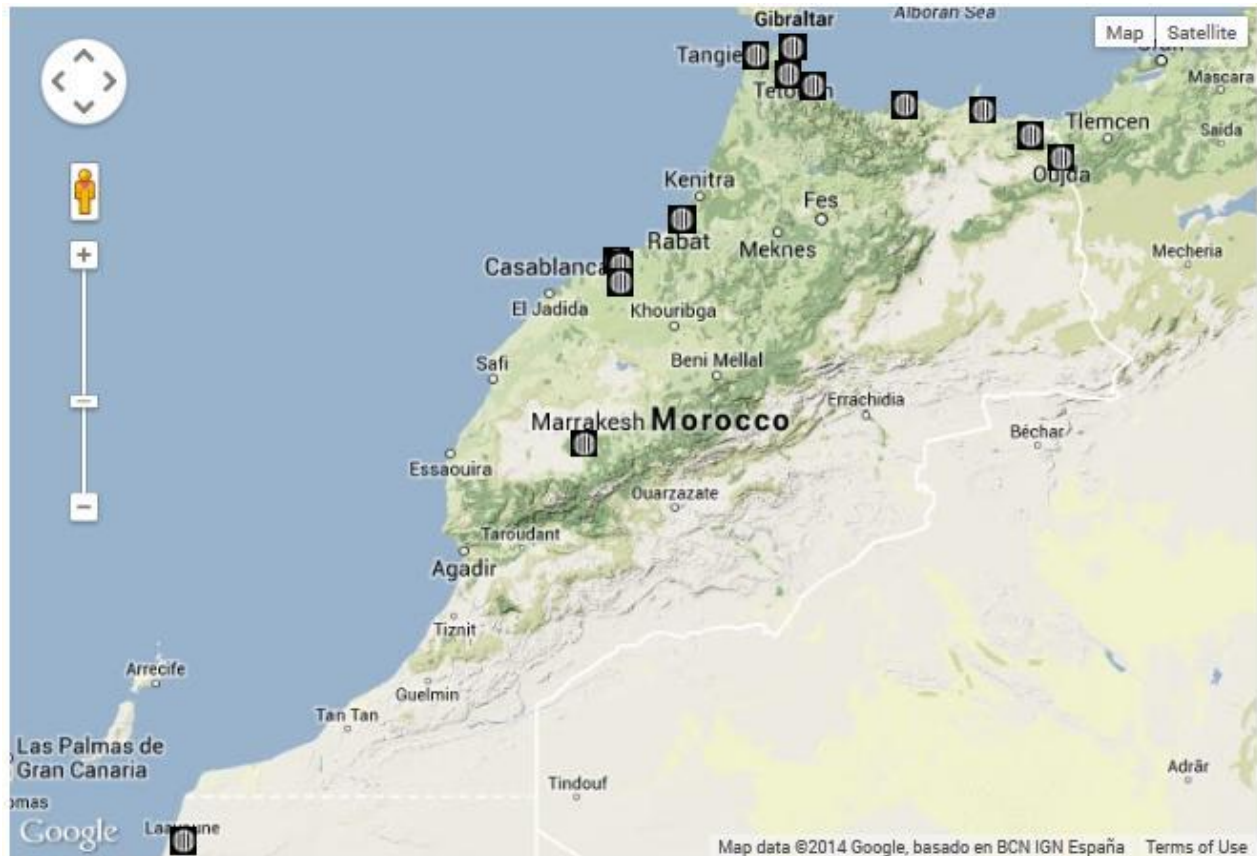 Gibraltar
Alboran Sea
Map
Satellite
Tangie
Mascara
Tlemcen
Saida
Oujda
Kenitra
Fes
Rabat
Meknes
Mecheria
Casablanca
El Jadida
Khouribga
Safi
Beni Mellal
Errachidia
Marrakesh
Morocco
Béchar
Essaouira
Ouarzazate
Taroudant
Agadir
Tiznit
Arrecife
Guelmin
Tan Tan
Las Palmas de
Gran Canaria
Tindouf
Adrār
omas
Google
Map data ©2014 Google, basado en BCN IGN España
Terms of Use